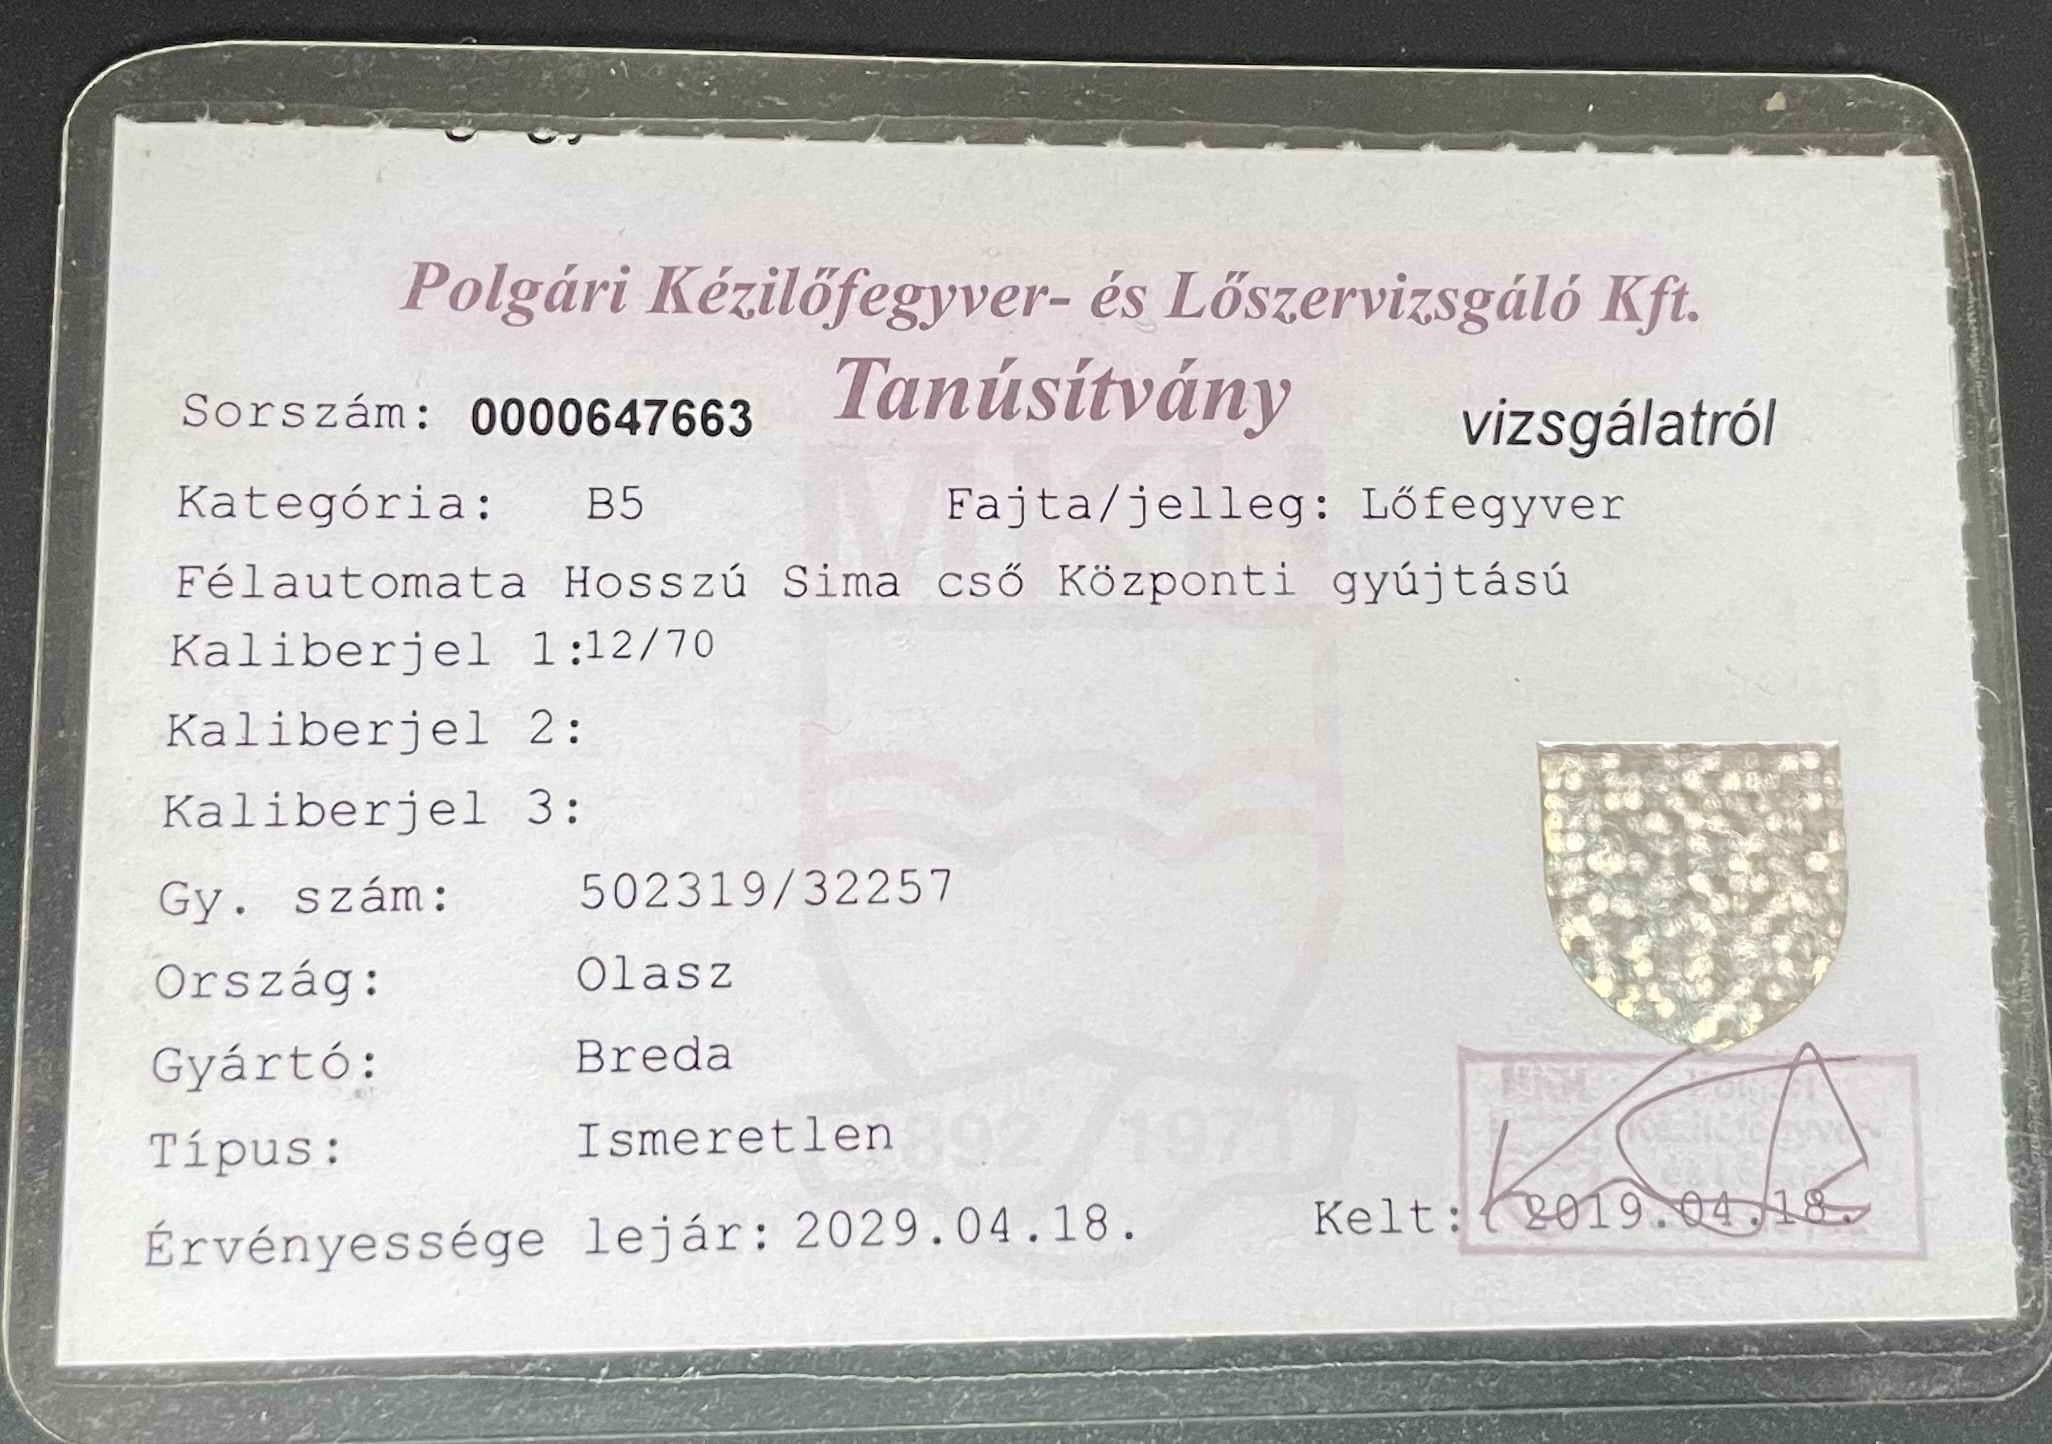 Polgári Kézilőfegyver- és Lőszervizsgáló Kft.
Tanúsítvány
Sorszám: 0000647663 vizsgálatról
Kategória: B5 Fajta/jelleg: Lőfegyver
Félautomata Hosszú Sima cső Központi gyújtású
Kaliberjel 1:12/70
Kaliberjel 2:
Kaliberjel 3:
Gy. szám: 502319/32257
Ország: Olasz
Gyártó: Breda
Típus: Ismeretlen
Érvényessége lejár: 2029.04.18. Kelt: 2019.04.18.
MKH